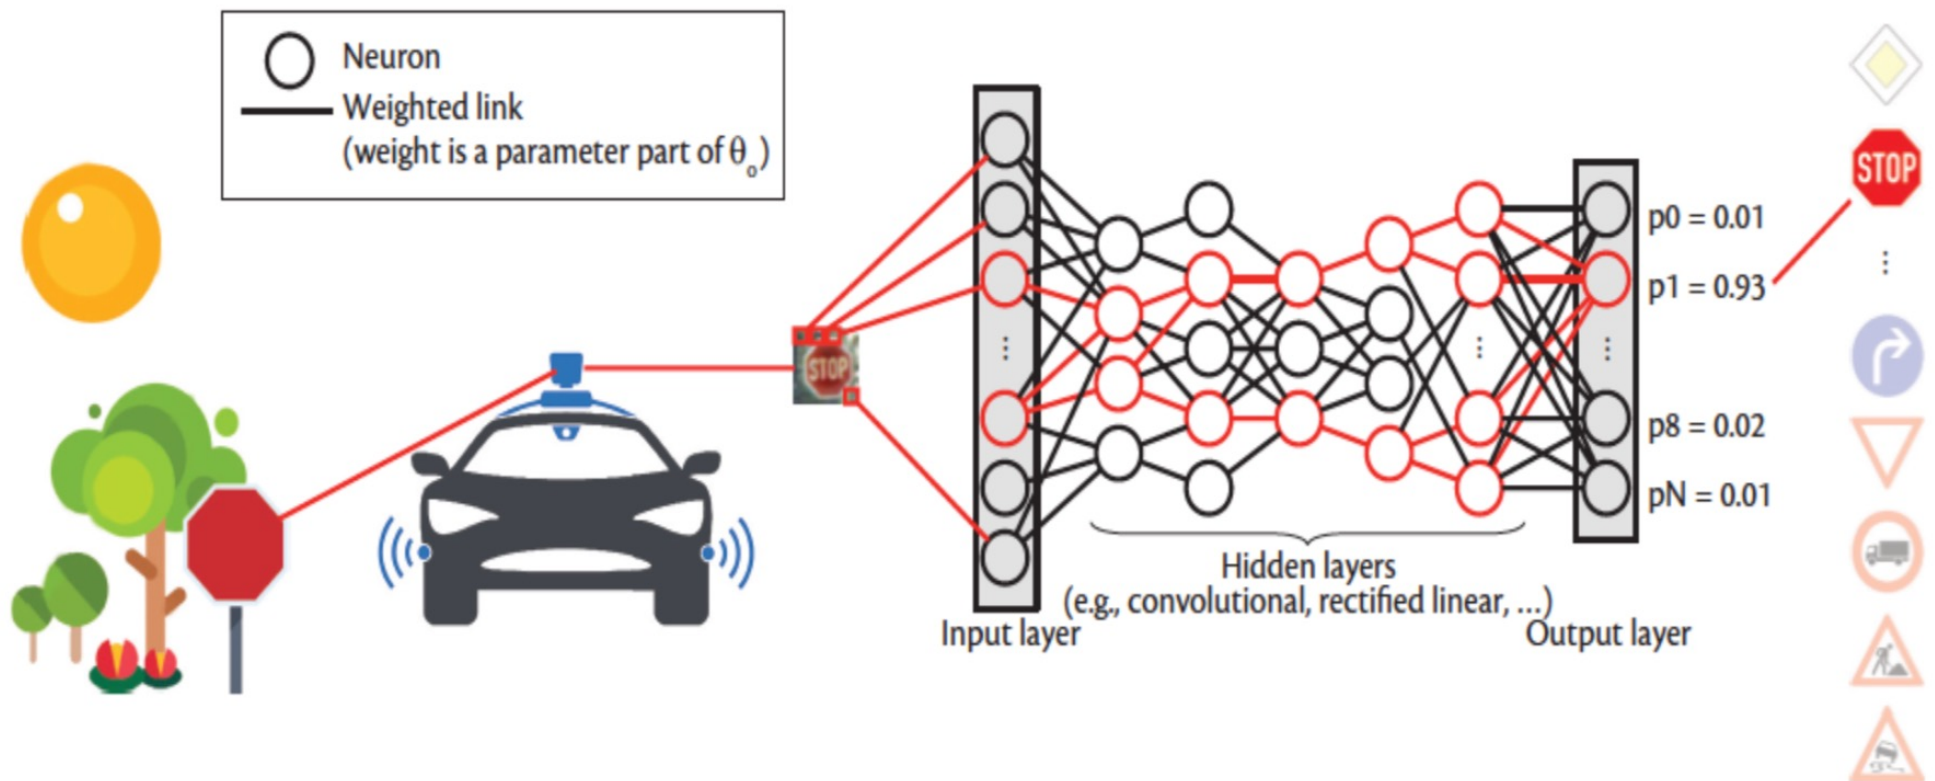 Neuron
Weighted link
(weight is a parameter part of θo)
STOP
STOP
p0 = 0.01
p1 = 0.93
⋮
⋮
⋮
⋮
p8 = 0.02
pN = 0.01
Hidden layers
(e.g., convolutional, rectified linear, ...)
Input layer
Output layer